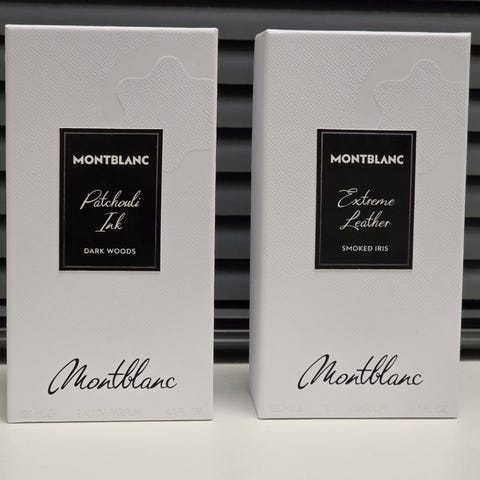 MONTBLANC
Patchouli
Ink
DARK WOODS
Montblanc
MONTBLANC
Extreme
Leather
SMOKED IRIS
Montblanc